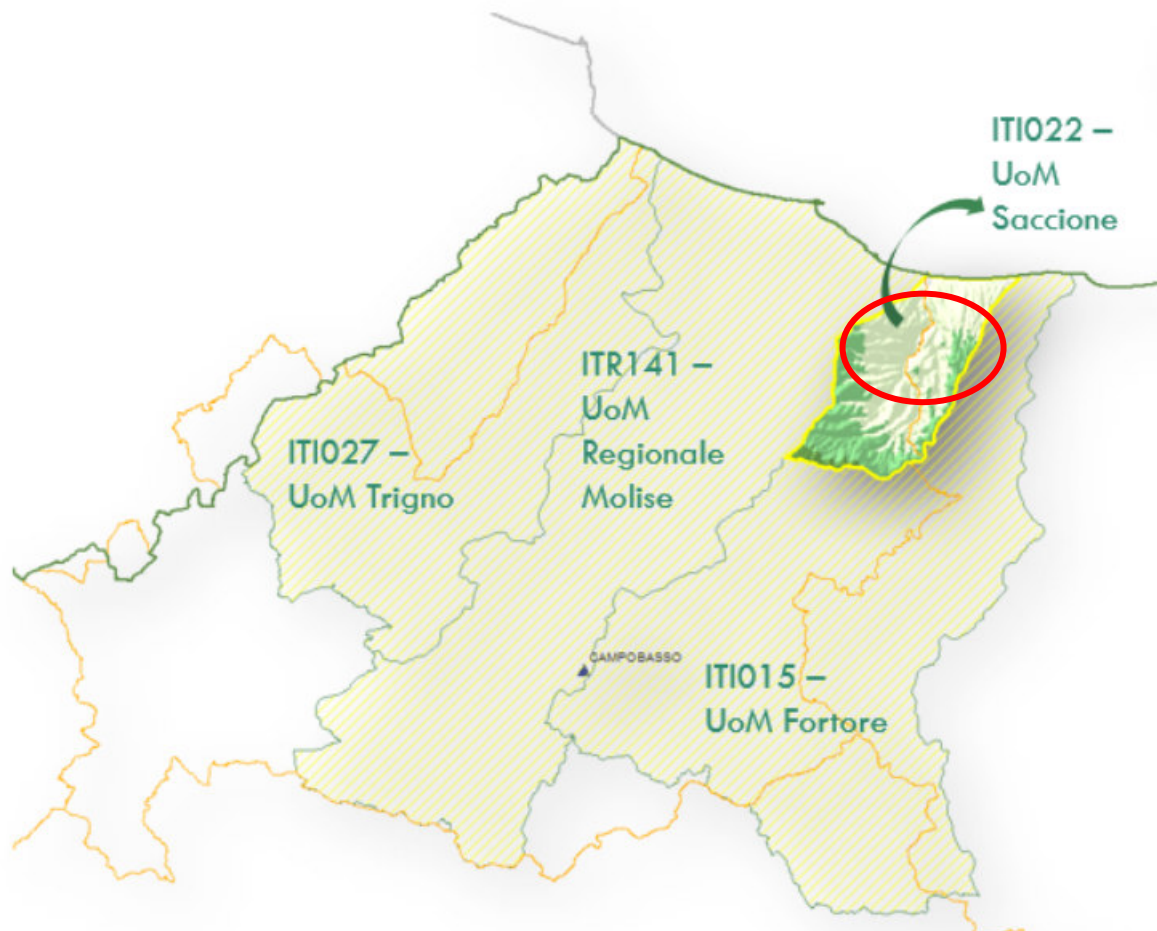 ITI022 –
UoM
Saccione
ITR141 –
UoM
Regionale
Molise
ITI027 –
UoM Trigno
CAMPOBASSO
ITI015 –
UoM Fortore